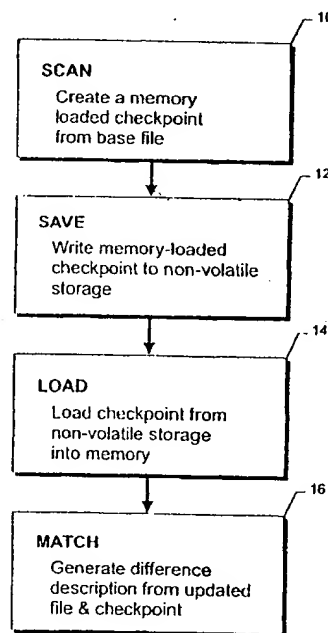 10
SCAN
Create a memory
loaded checkpoint
from base file
12
SAVE
Write memory-loaded
checkpoint to non-volatile
storage
14
LOAD
Load checkpoint from
non-volatile storage
into memory
16
MATCH
Generate difference
description from updated
file & checkpoint